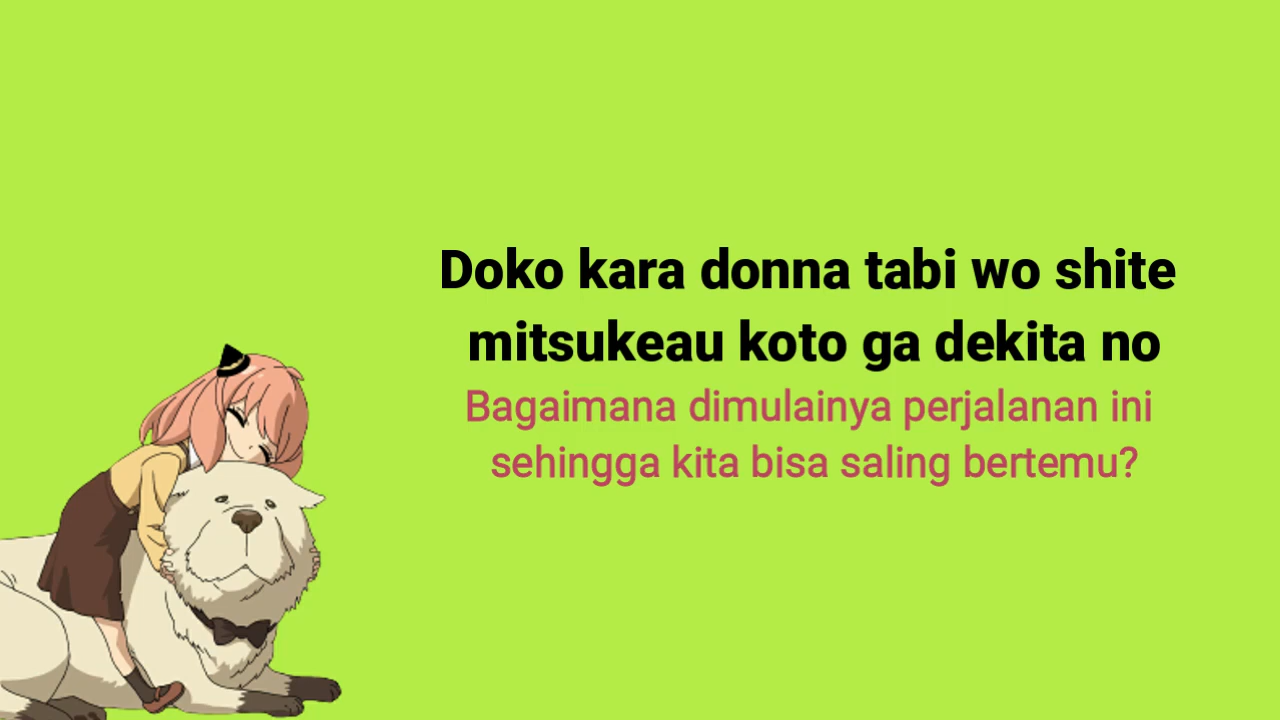 Doko kara donna tabi wo shite
mitsukeau koto ga dekita no
Bagaimana dimulainya perjalanan ini
sehingga kita bisa saling bertemu?